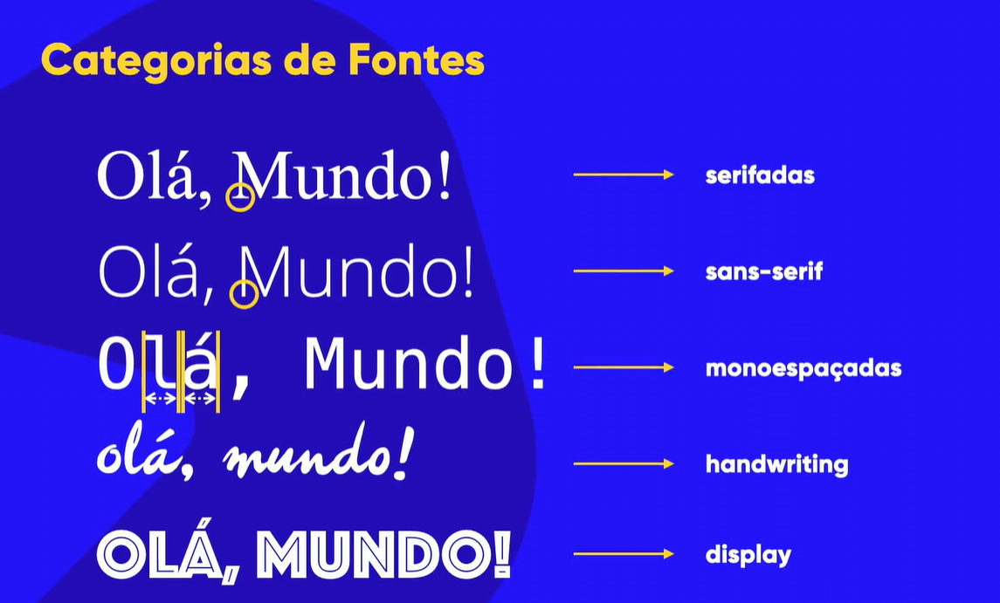 Categorias de Fontes
Olá, Mundo!
serifadas
Olá, Mundo!
sans-serif
Olá, Mundo!
monoespaçadas
olá, mundo!
handwriting
OLÁ, MUNDO!
display